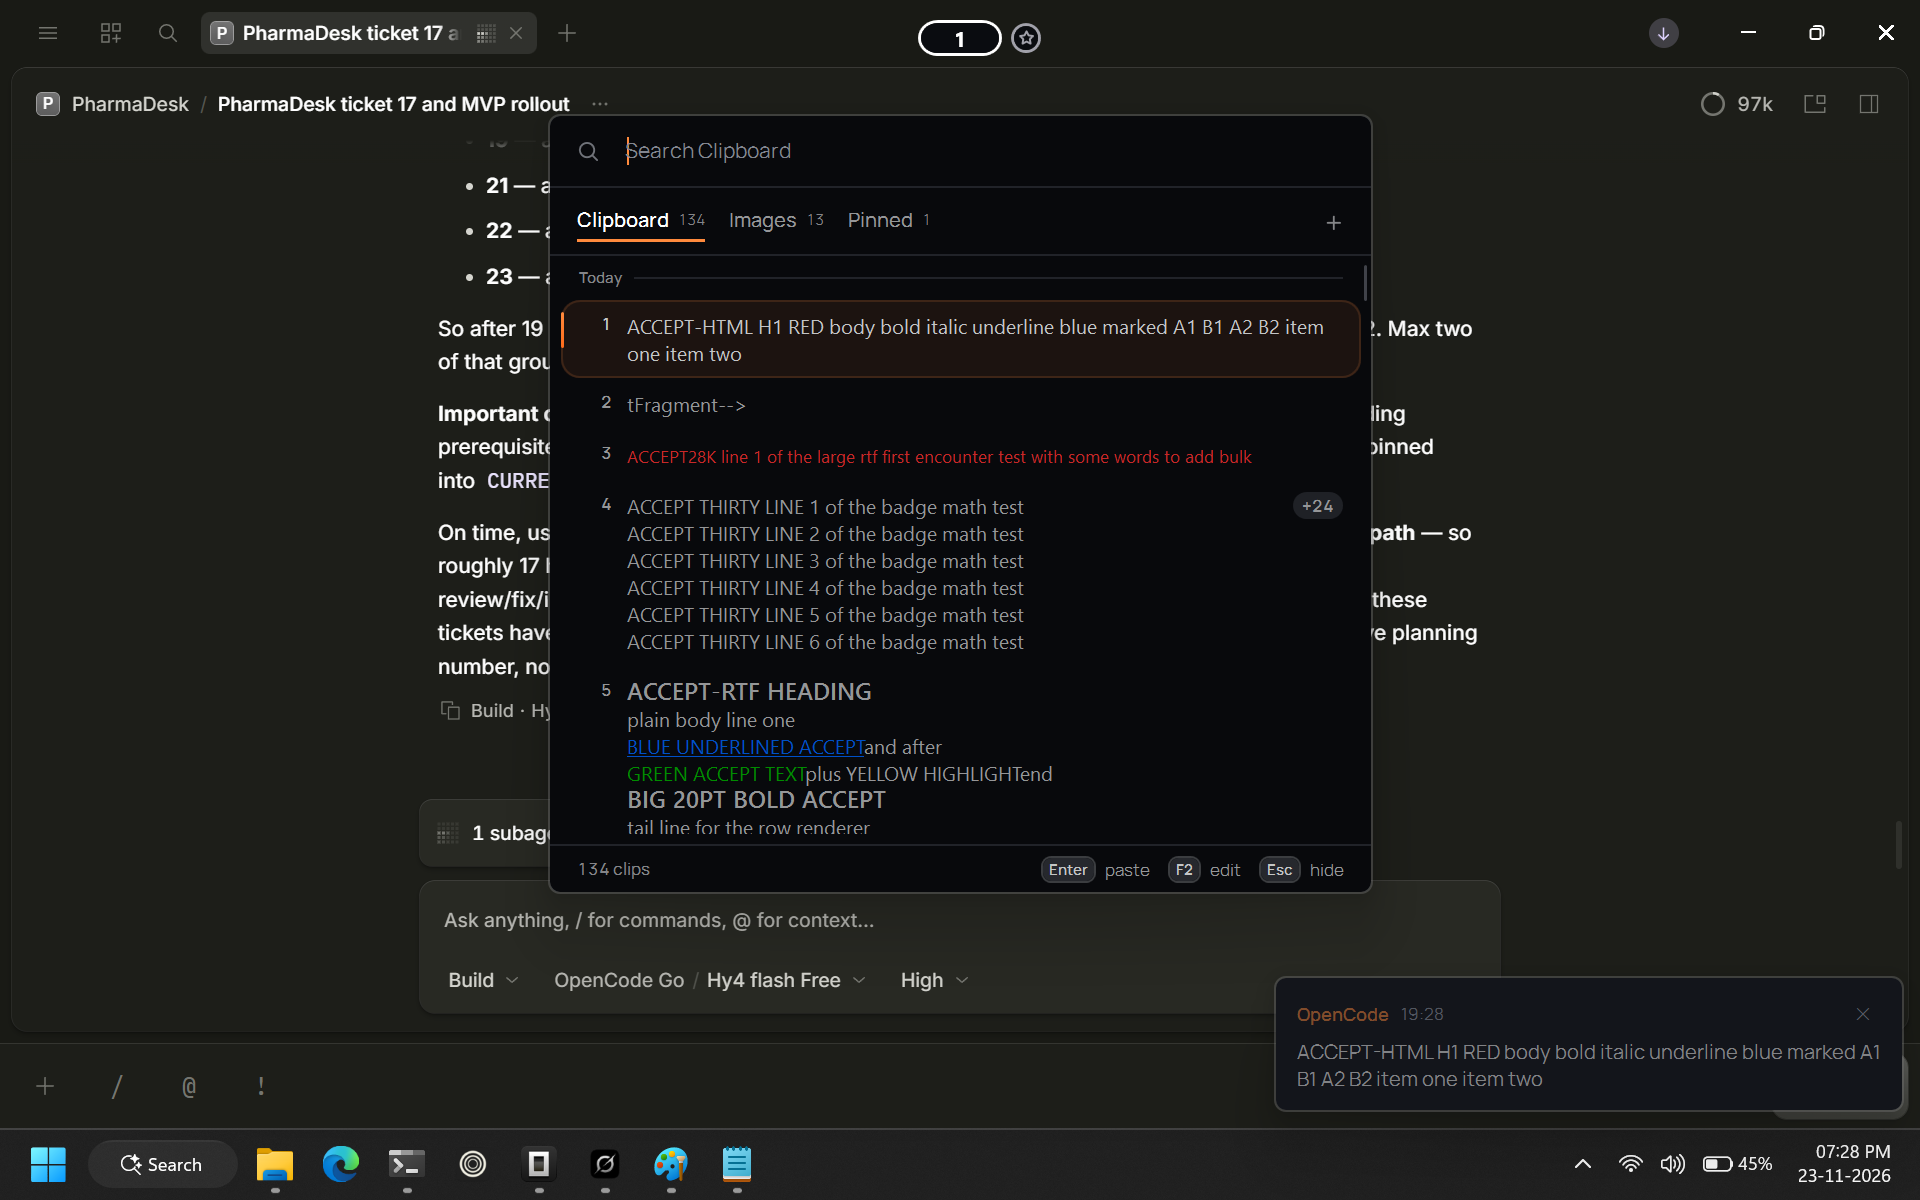 P PharmaDesk ticket 17 a
1
P PharmaDesk / PharmaDesk ticket 17 and MVP rollout ...
97k
21 —
22 —
23 —
So after 19
2. Max two
of that grou
Important
ing
prerequisite
pinned
into CURRE
On time, us
path — so
roughly 17
review/fix/i
these
tickets have
e planning
number, no
Build · Hy
1 subage
Search Clipboard
Clipboard 134 Images 13 Pinned 1
Today
1 ACCEPT-HTML H1 RED body bold italic underline blue marked A1 B1 A2 B2 item
one item two
2 tFragment-->
3 ACCEPT28K line 1 of the large rtf first encounter test with some words to add bulk
4 ACCEPT THIRTY LINE 1 of the badge math test +24
ACCEPT THIRTY LINE 2 of the badge math test
ACCEPT THIRTY LINE 3 of the badge math test
ACCEPT THIRTY LINE 4 of the badge math test
ACCEPT THIRTY LINE 5 of the badge math test
ACCEPT THIRTY LINE 6 of the badge math test
5 ACCEPT-RTF HEADING
plain body line one
BLUE UNDERLINED ACCEPTand after
GREEN ACCEPT TEXTplus YELLOW HIGHLIGHTend
BIG 20PT BOLD ACCEPT
tail line for the row renderer
134 clips
Enter paste F2 edit Esc hide
Ask anything, / for commands, @ for context...
Build OpenCode Go / Hy4 flash Free High
OpenCode 19:28
ACCEPT-HTML H1 RED body bold italic underline blue marked A1
B1 A2 B2 item one item two
/ @ !
Search
45%
07:28 PM
23-11-2026